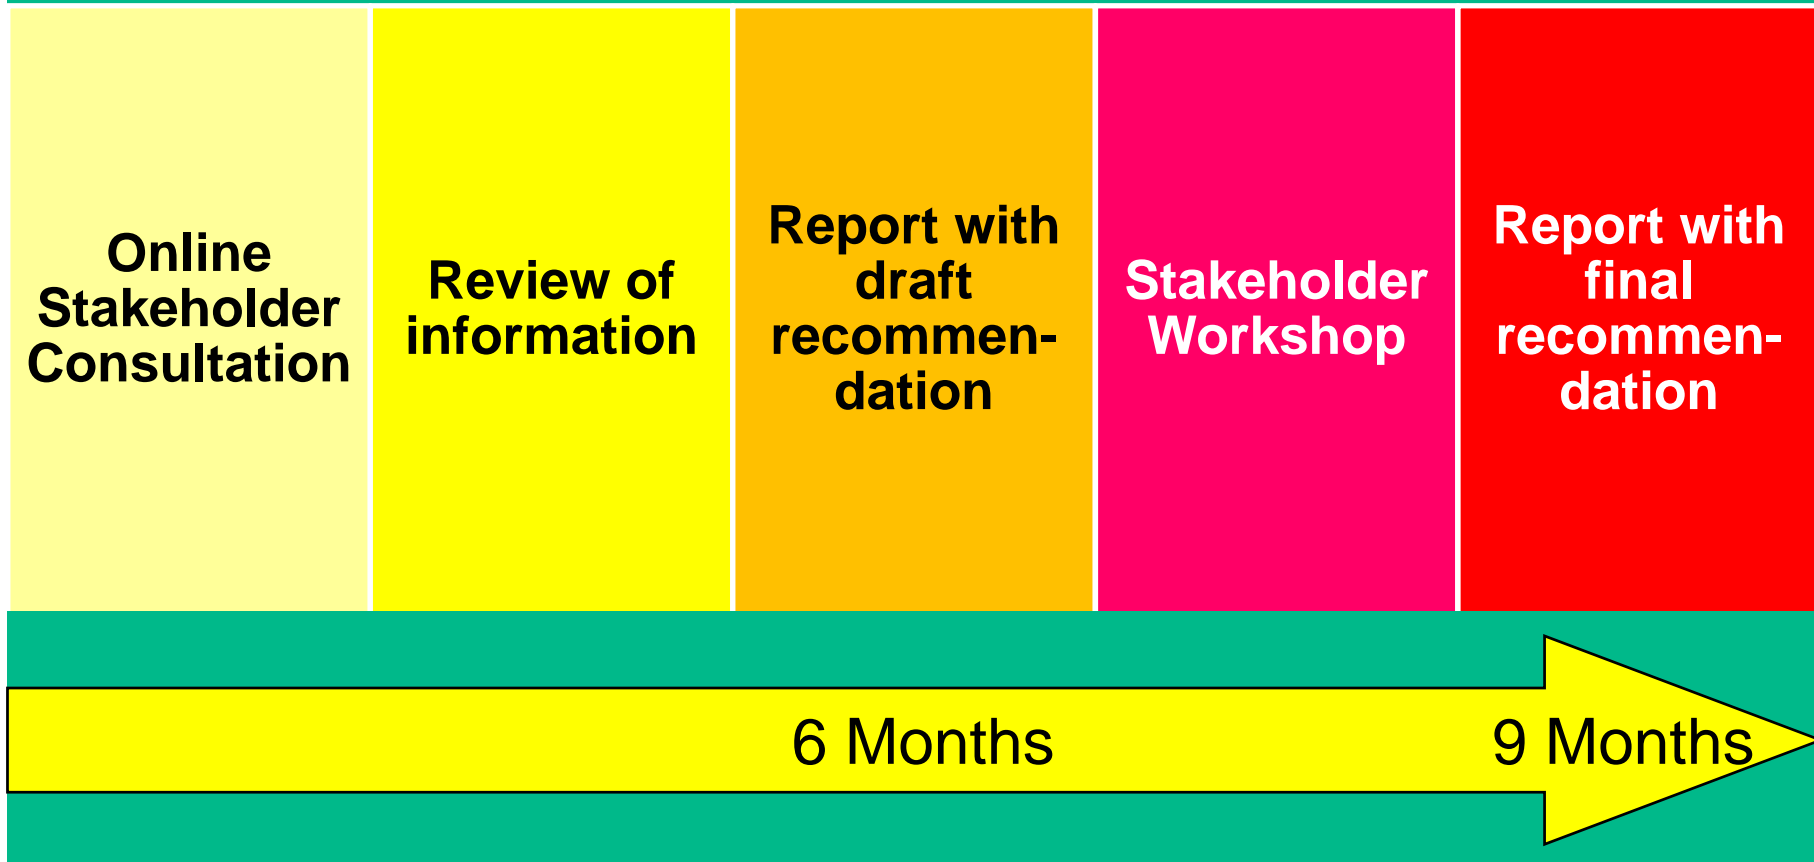 Online
Stakeholder
Consultation
Review of
information
Report with
draft
recommen-
dation
Stakeholder
Workshop
Report with
final
recommen-
dation
6 Months
9 Months